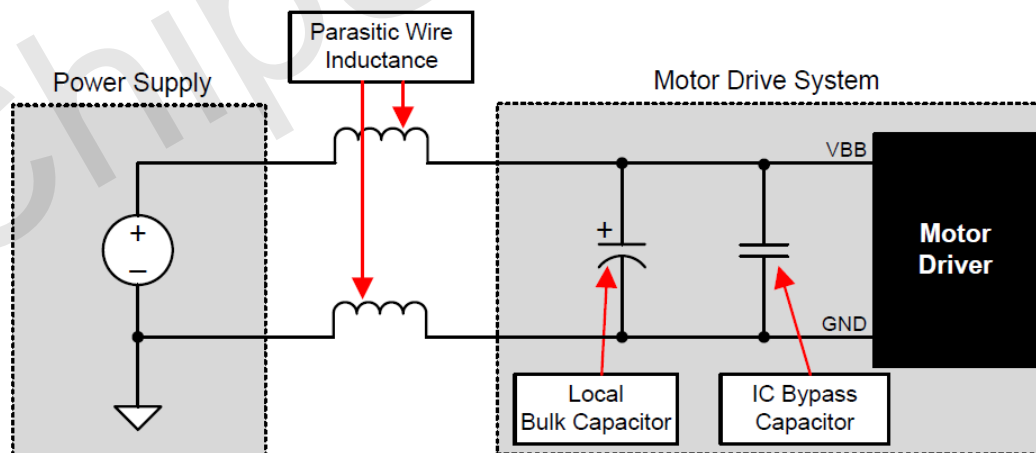 Parasitic Wire
Inductance
Power Supply
Motor Drive System
VBB
+
−
+
Motor
Driver
GND
Local
Bulk Capacitor
IC Bypass
Capacitor